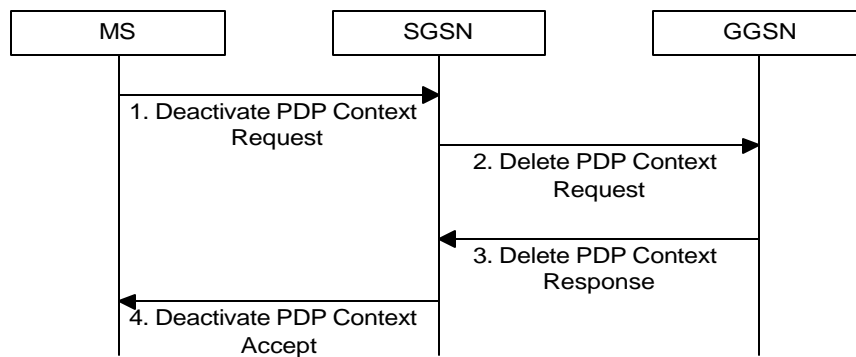 MS
SGSN
GGSN
1. Deactivate PDP Context
Request
2. Delete PDP Context
Request
3. Delete PDP Context
Response
4. Deactivate PDP Context
Accept